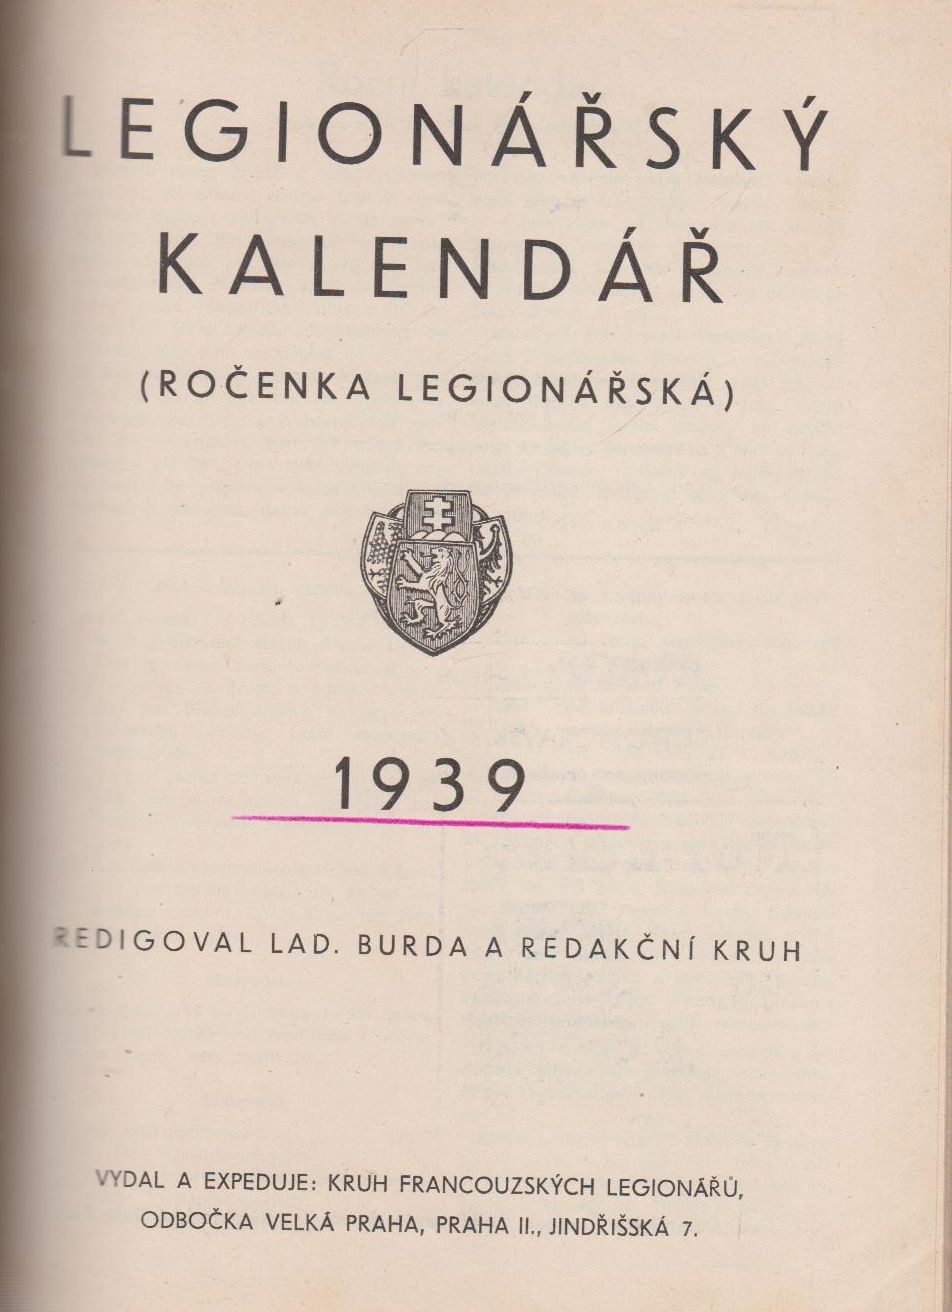 LEGIONÁŘSKÝ
KALENDÁŘ
(ROČENKA LEGIONÁŘSKÁ)
1939
REDIGOVAL LAD. BURDA A REDAKČNÍ KRUH
VYDAL A EXPEDUJE: KRUH FRANCOUZSKÝCH LEGIONÁŘŮ,
ODBOČKA VELKÁ PRAHA, PRAHA II., JINDŘIŠSKÁ 7.